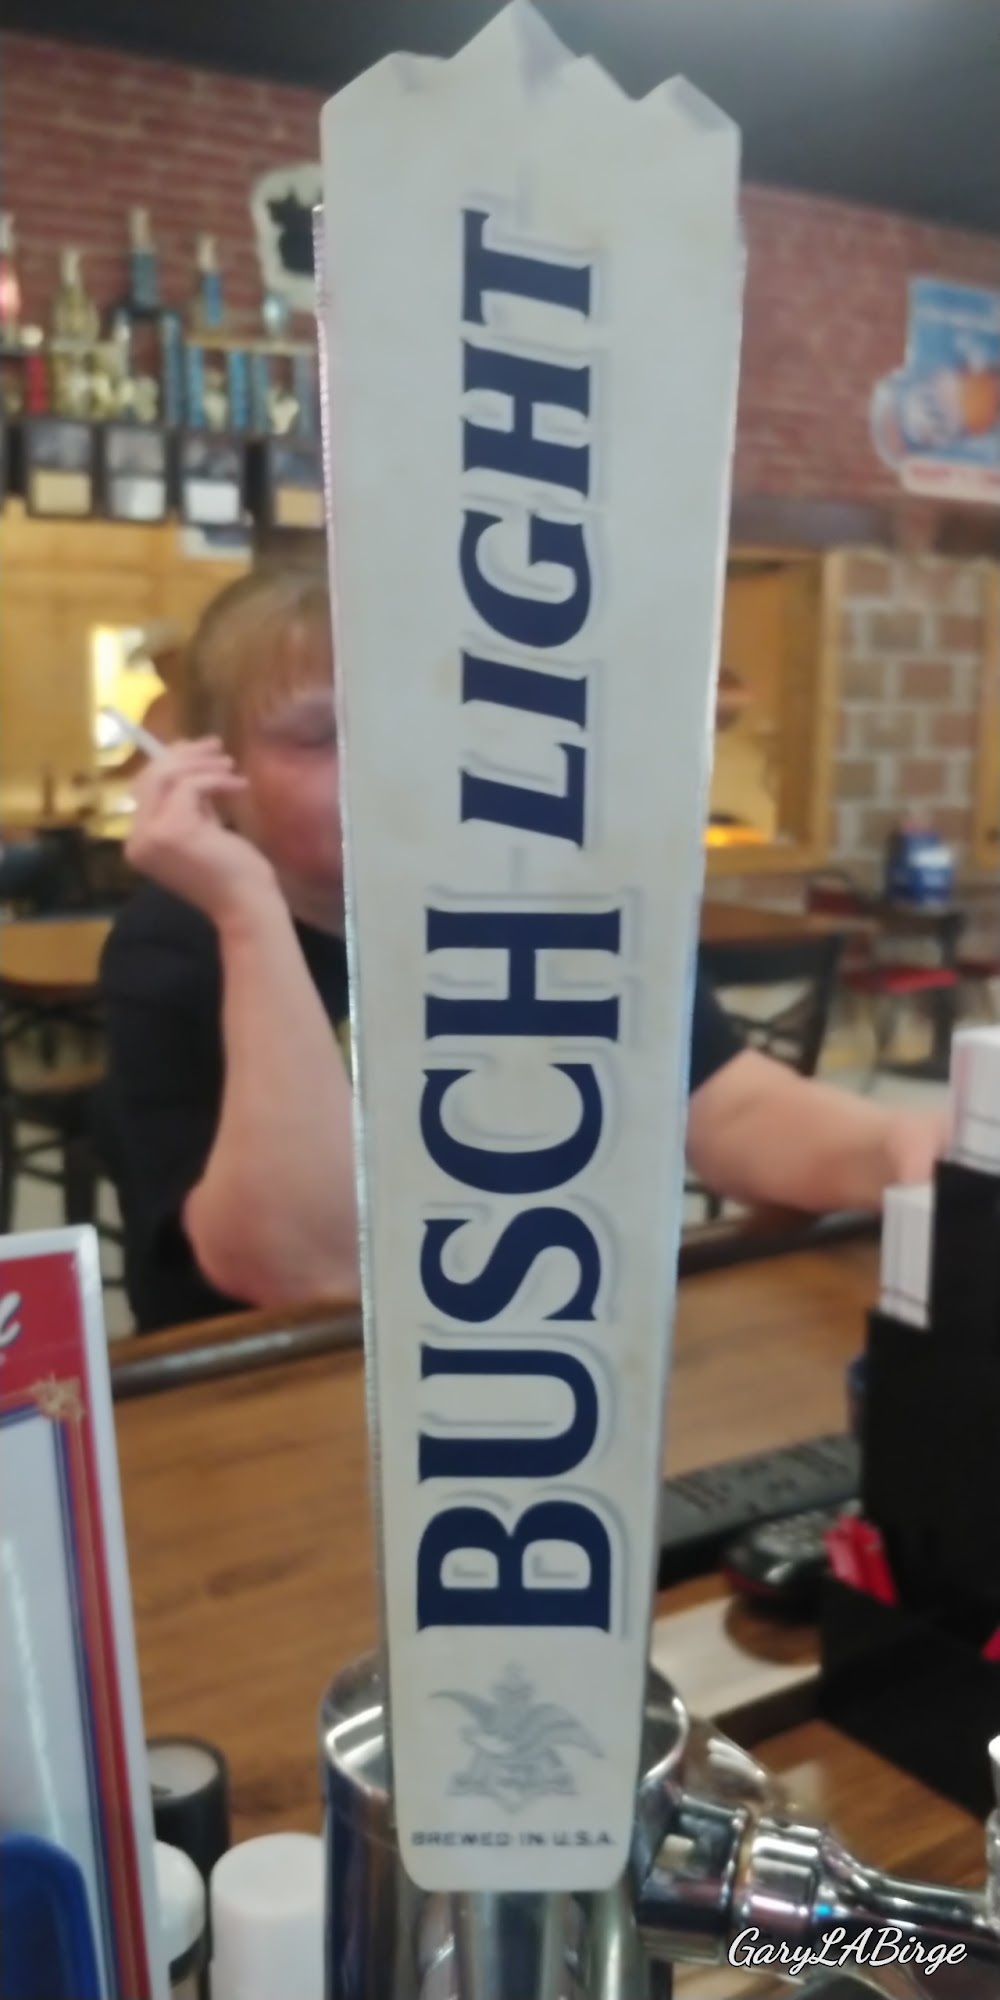 BUSCH LIGHT
BREWED IN U.S.A.
GaryLABirge